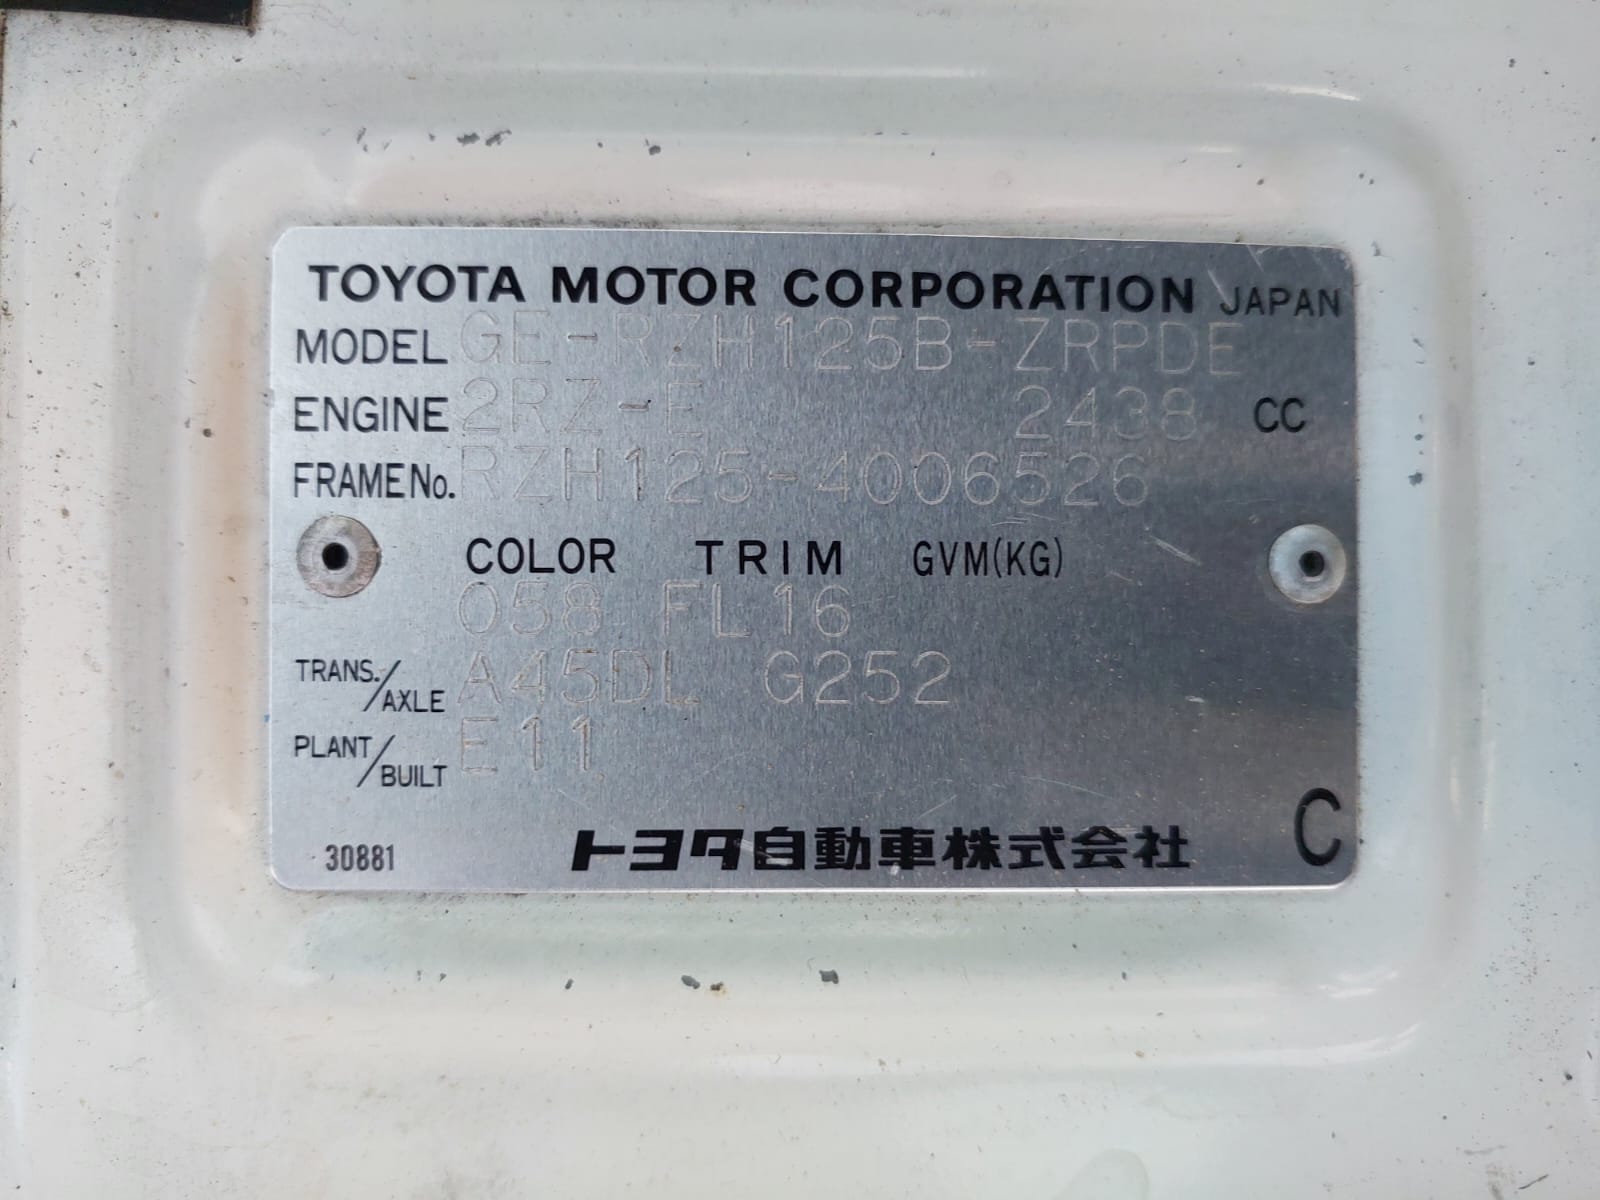 TOYOTA MOTOR CORPORATION JAPAN
MODEL GE-RZH125B-ZRPDE
ENGINE 2RZ-E 2438 CC
FRAME No. RZH125-4006526
COLOR TRIM GVM(KG)
058 FL16
TRANS./AXLE A45DL G252
PLANT/BUILT E11
30881 トヨタ自動車株式会社 C